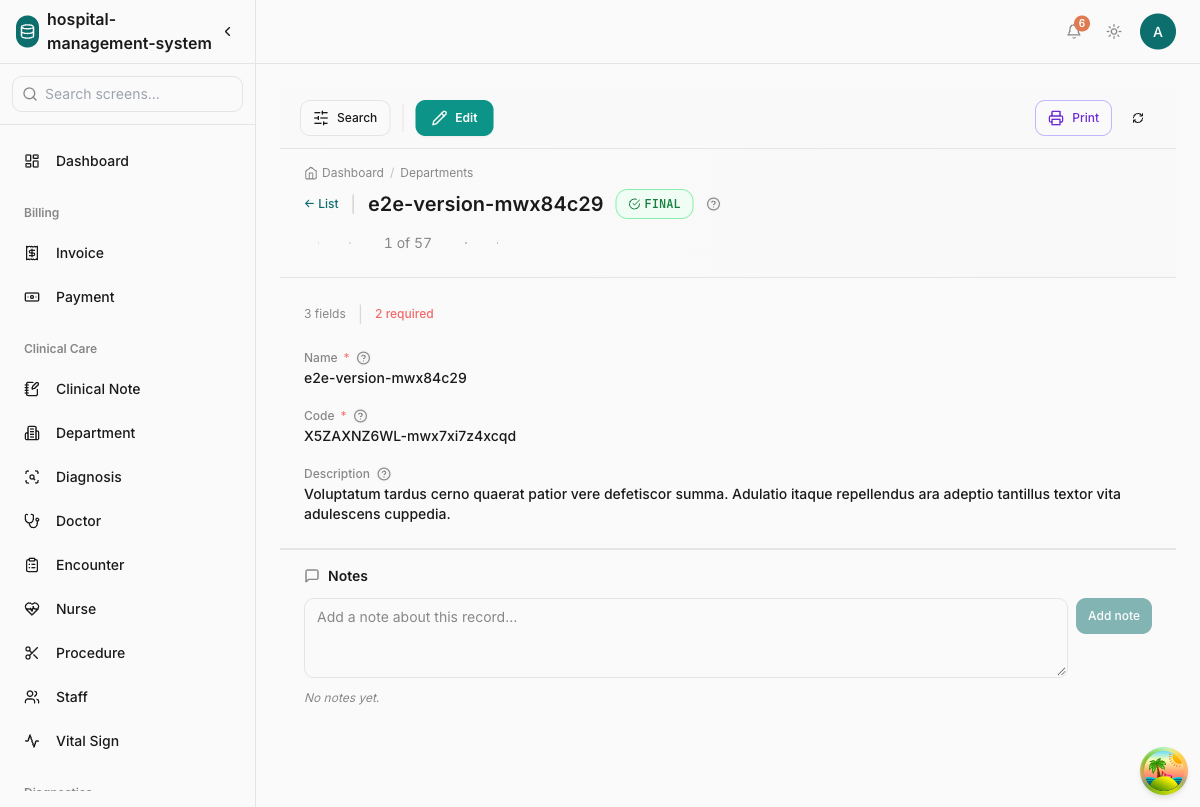 hospital-
management-system
6
A
Search screens...
Search
Edit
Print
Dashboard
Dashboard / Departments
← List
e2e-version-mwx84c29
FINAL
1 of 57
Billing
Invoice
Payment
3 fields
2 required
Clinical Care
Name *
e2e-version-mwx84c29
Clinical Note
Code *
X5ZAXNZ6WL-mwx7xi7z4xcqd
Department
Diagnosis
Description
Voluptatum tardus cerno quaerat patior vere defetiscor summa. Adulatio itaque repellendus ara adeptio tantillus textor vita
adulescens cuppedia.
Doctor
Encounter
Notes
Nurse
Add a note about this record...
Add note
Procedure
Staff
No notes yet.
Vital Sign
Diagnostics